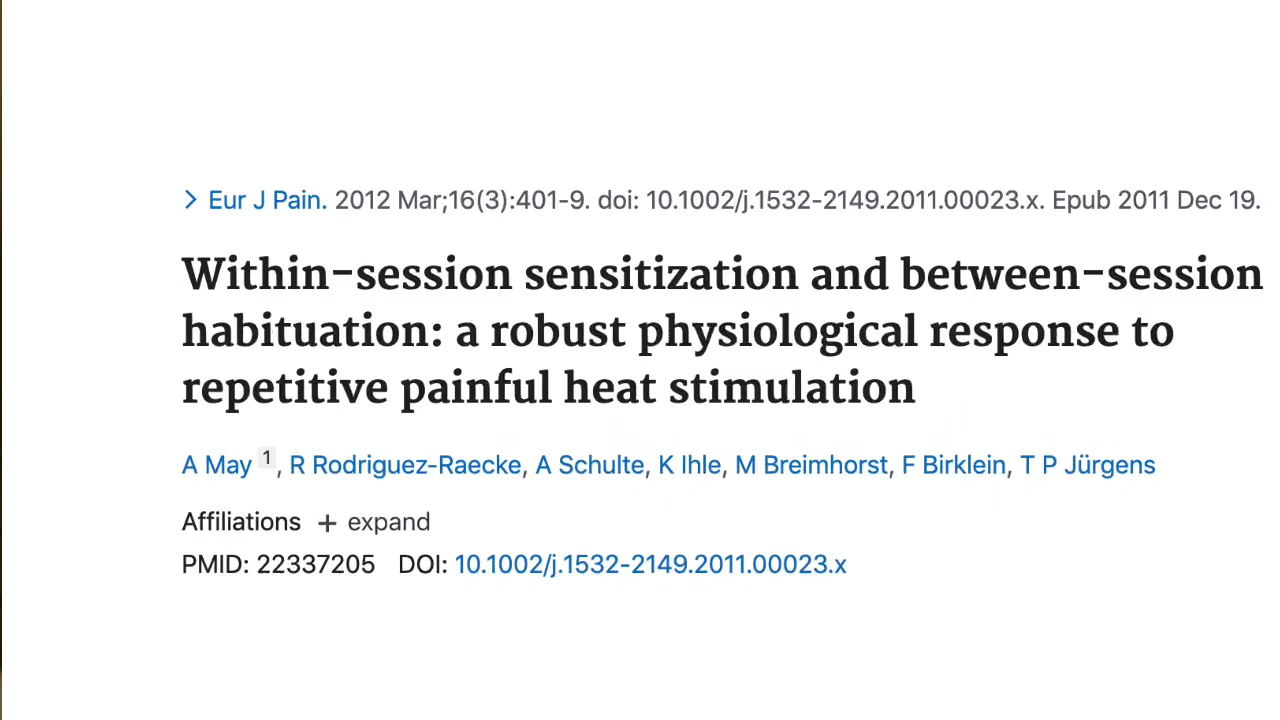 Eur J Pain. 2012 Mar;16(3):401-9. doi: 10.1002/j.1532-2149.2011.00023.x. Epub 2011 Dec 19.
Within-session sensitization and between-session
habituation: a robust physiological response to
repetitive painful heat stimulation
A May 1, R Rodriguez-Raecke, A Schulte, K Ihle, M Breimhorst, F Birklein, T P Jürgens
Affiliations + expand
PMID: 22337205 DOI: 10.1002/j.1532-2149.2011.00023.x